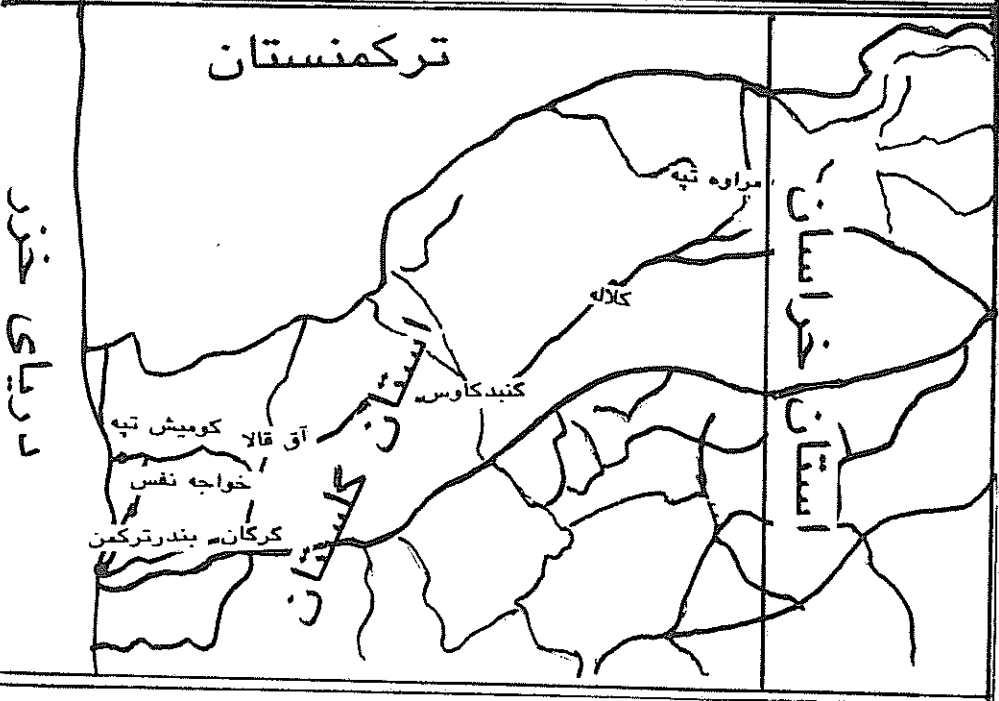 ترکمنستان
مراوه تپه
استان خراسان
کلاله
دریای خزر
استان گلستان
گنبدکاوس
کومیش تپه
آق قالا
خواجه نفس
گرگان
بندرترکمن